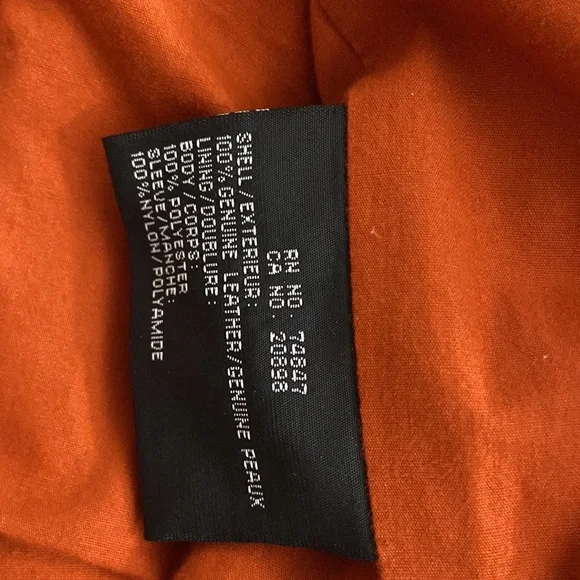 RN NO: 74847
CA NO: 20898
SHELL/EXTERIEUR:
100%GENUINE LEATHER/GENUINE PEAUX
LINING/DOUBLURE:
BODY/CORPS:
100% POLYESTER
SLEEVE/MANCHE:
100%NYLON/POLYAMIDE